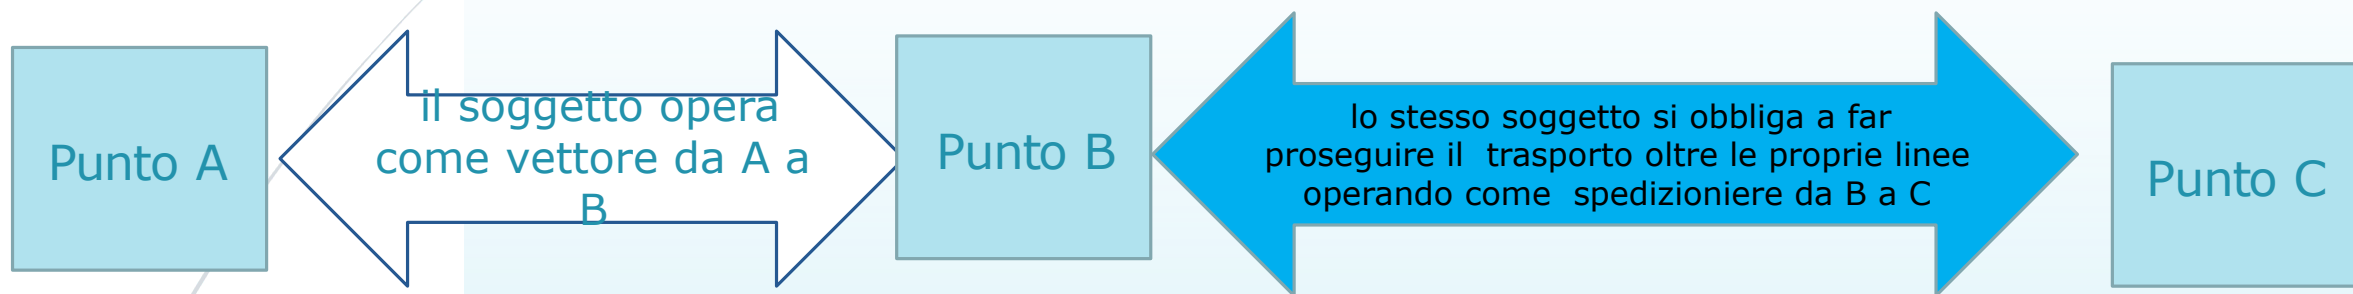 Punto A
il soggetto opera
come vettore da A a
B
Punto B
lo stesso soggetto si obbliga a far
proseguire il trasporto oltre le proprie linee
operando come spedizioniere da B a C
Punto C